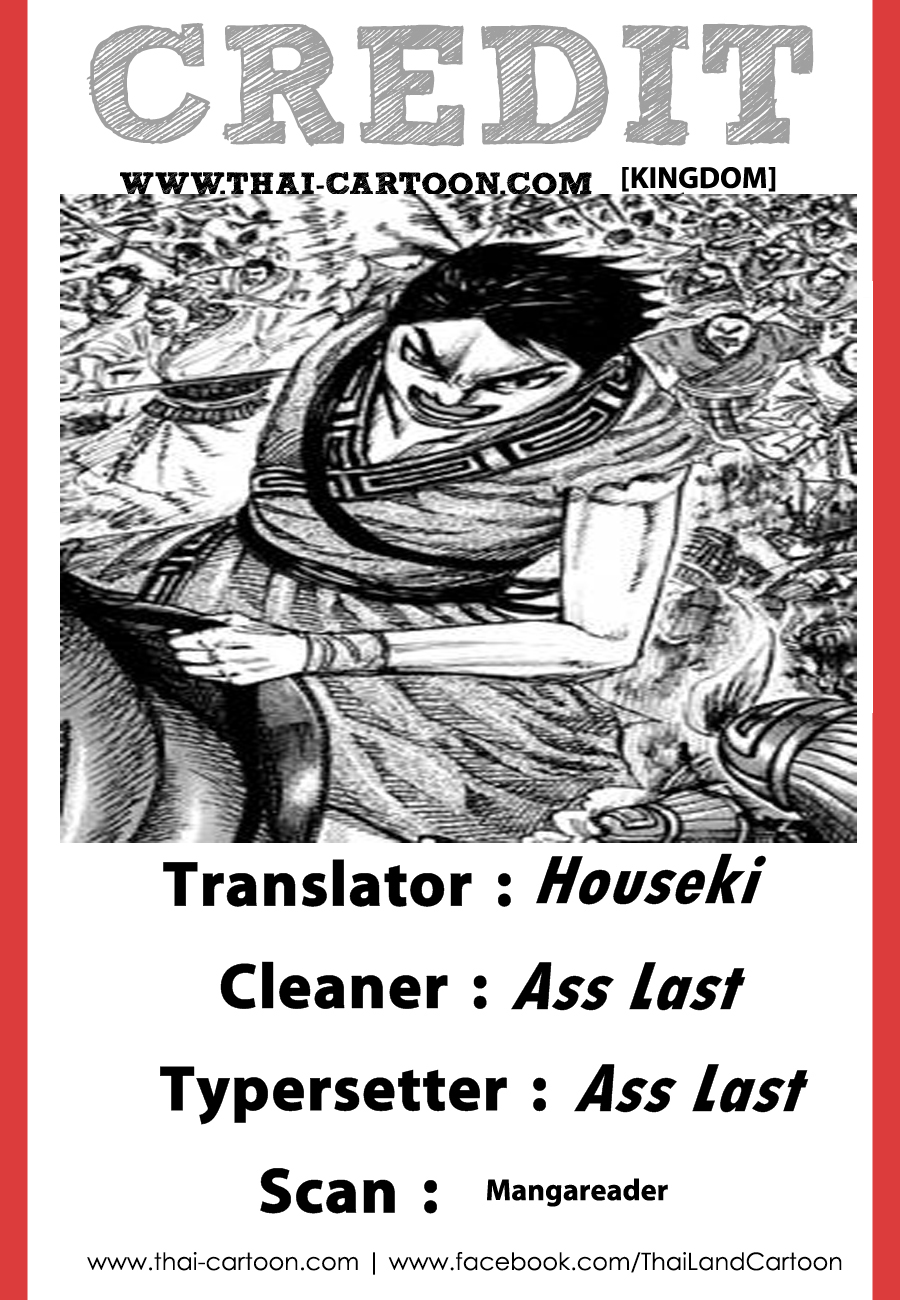 CREDIT
WWW.THAI-CARTOON.COM [KINGDOM]
Translator : Houseki
Cleaner : Ass Last
Typersetter : Ass Last
Scan : Mangareader
www.thai-cartoon.com | www.facebook.com/ThaiLandCartoon